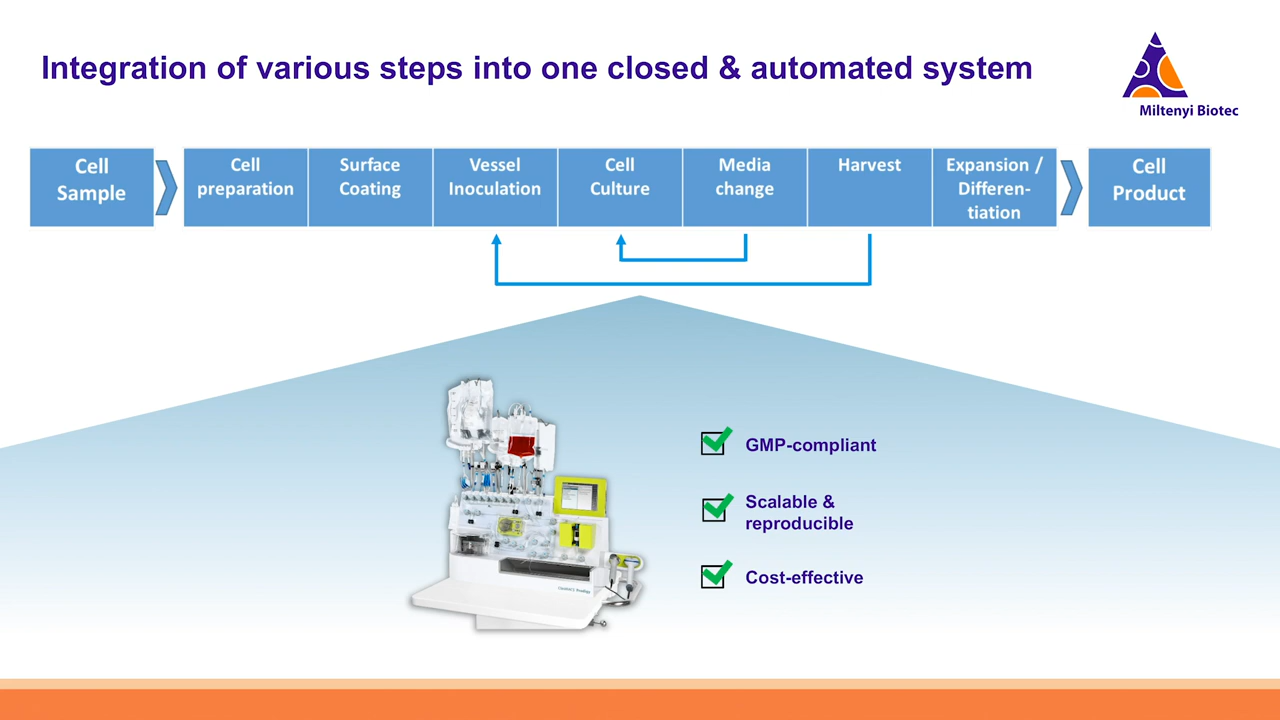 Integration of various steps into one closed & automated system
Miltenyi Biotec
Cell
Sample
Cell
preparation
Surface
Coating
Vessel
Inoculation
Cell
Culture
Media
change
Harvest
Expansion /
Differen-
tiation
Cell
Product
GMP-compliant
Scalable &
reproducible
Cost-effective